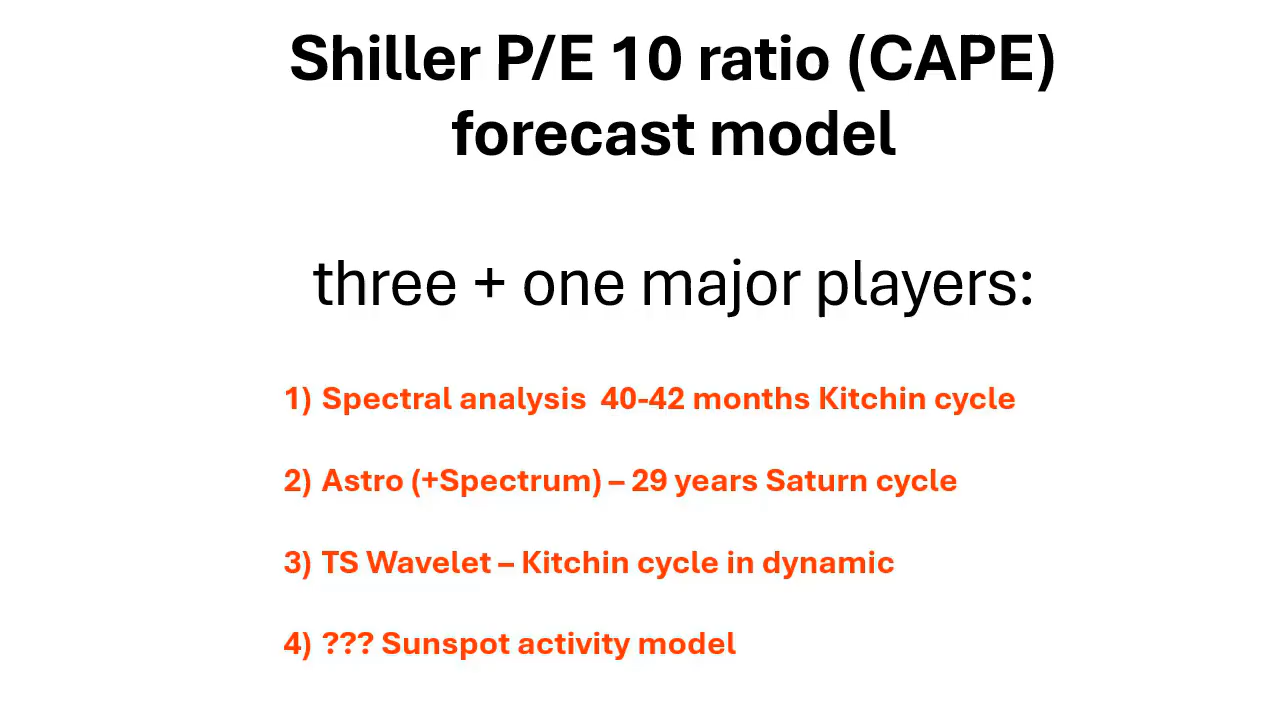 Shiller P/E 10 ratio (CAPE)
forecast model
three + one major players:
1) Spectral analysis  40-42 months Kitchin cycle
2) Astro (+Spectrum) – 29 years Saturn cycle
3) TS Wavelet – Kitchin cycle in dynamic
4) ??? Sunspot activity model